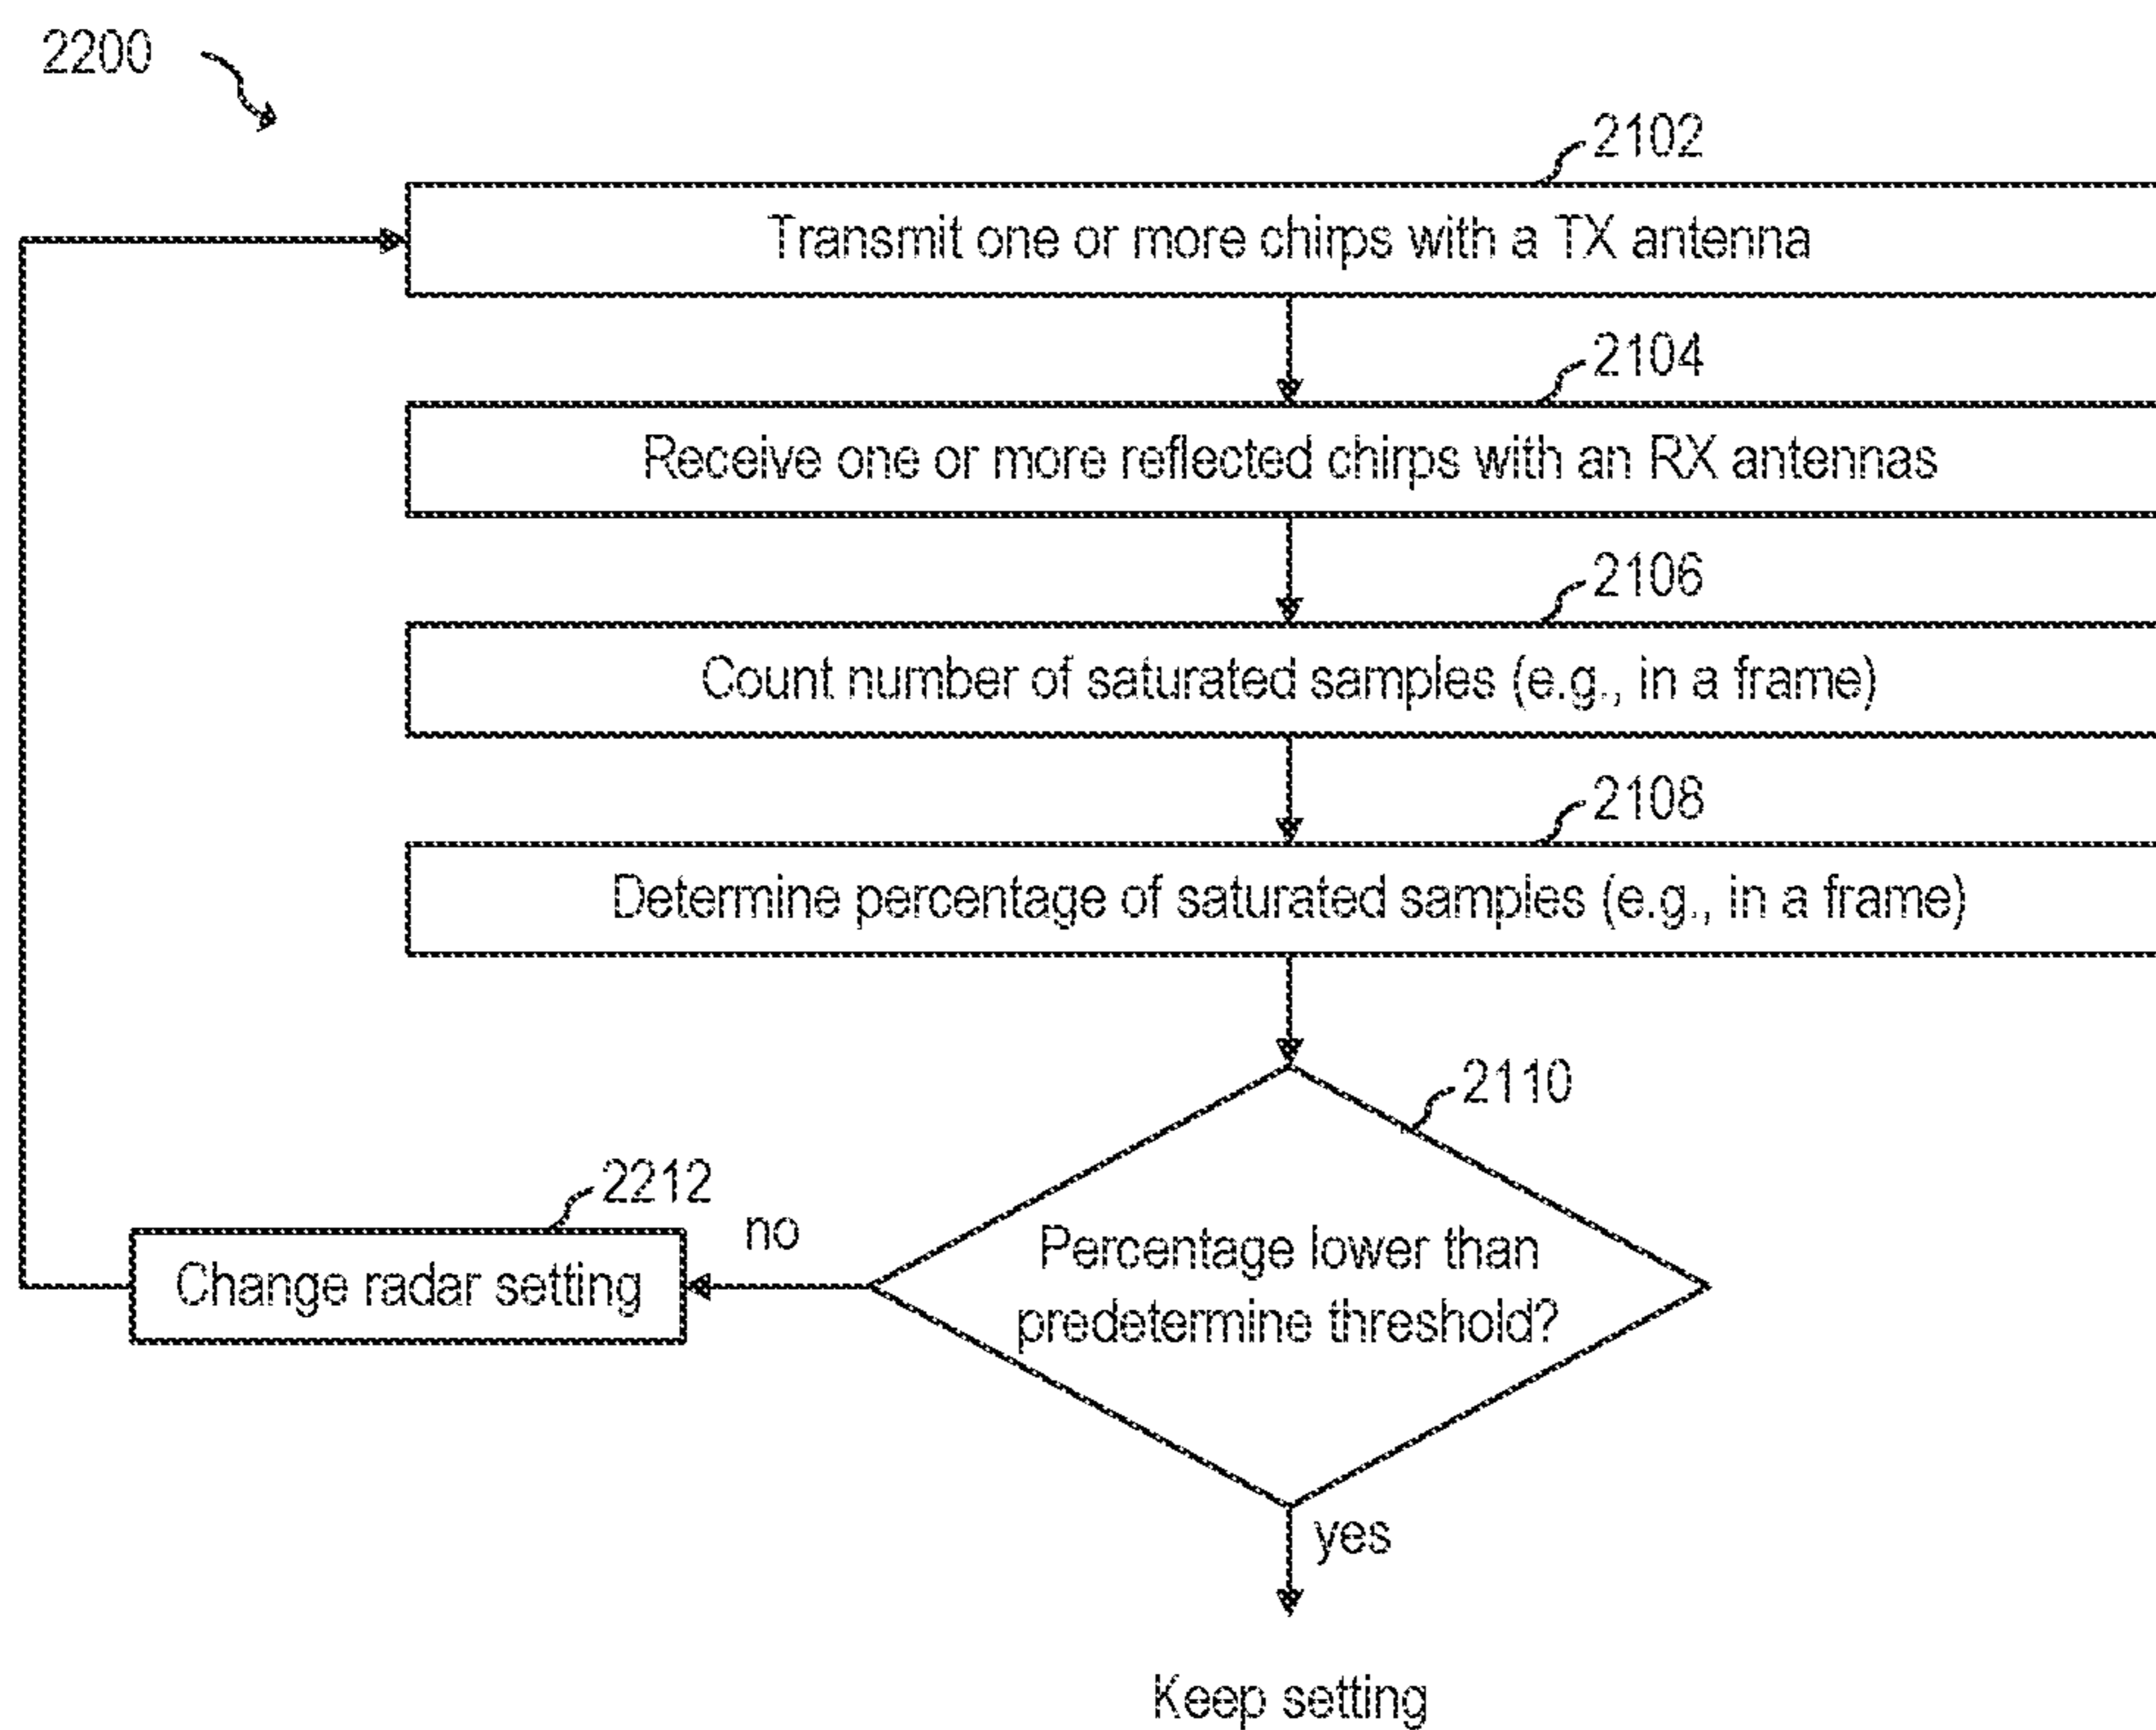 2200
2102
Transmit one or more chirps with a TX antenna
2104
Receive one or more reflected chirps with an RX antennas
2106
Count number of saturated samples (e.g., in a frame)
2108
Determine percentage of saturated samples (e.g., in a frame)
2110
2212
no
Change radar setting
Percentage lower than
predetermine threshold?
yes
Keep setting